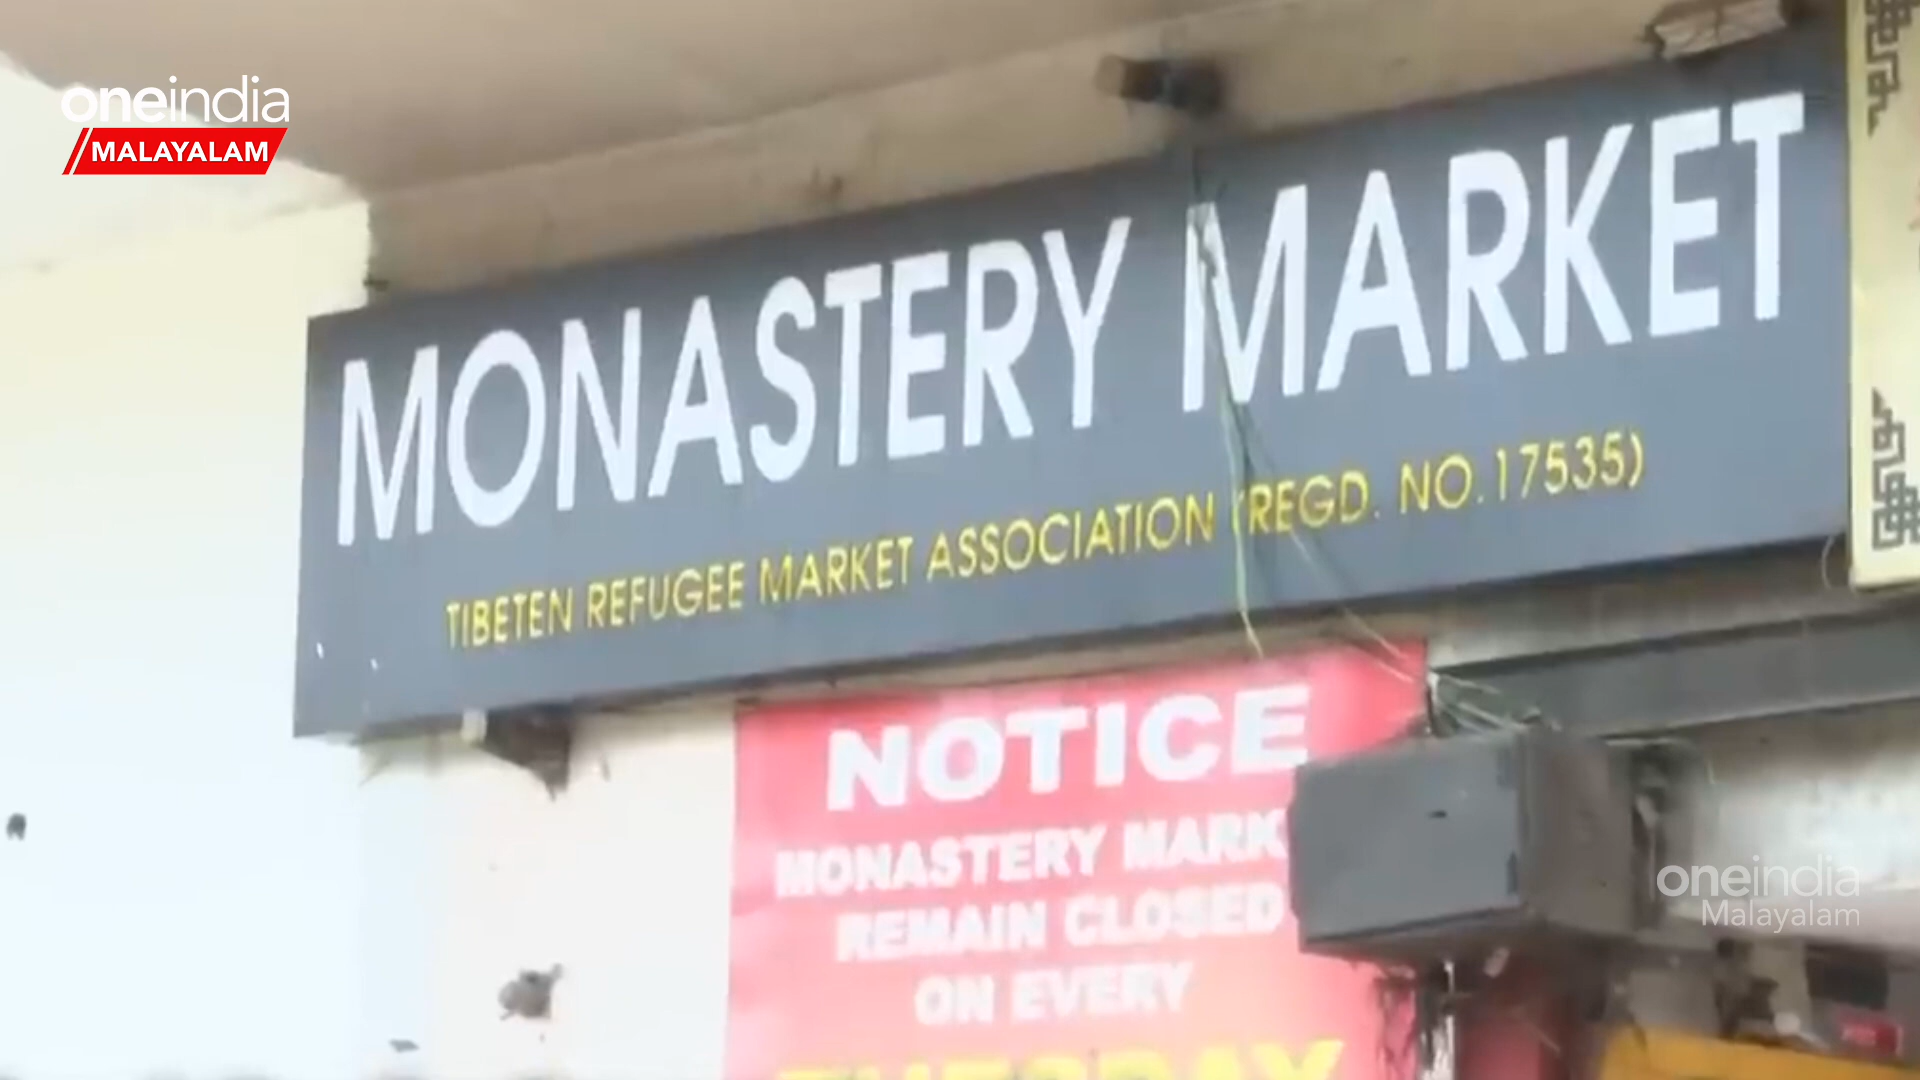 oneindia
MALAYALAM
MONASTERY MARKET
TIBETEN REFUGEE MARKET ASSOCIATION (REGD. NO.17535)
NOTICE
MONASTERY MARK
REMAIN CLOSED
ON EVERY
TUESDAY
oneindia
Malayalam